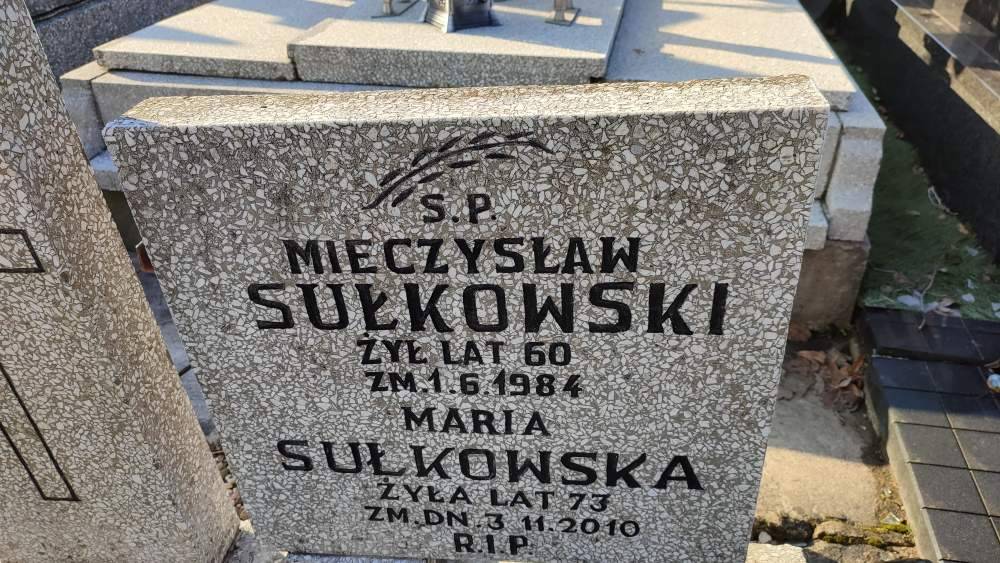 S.P.
MIECZYSŁAW
SUŁKOWSKI
ŻYŁ LAT 60
ZM.1.6.1984
MARIA
SUŁKOWSKA
ŻYŁA LAT 73
ZM.DN.3 11.2010
R.I.P.